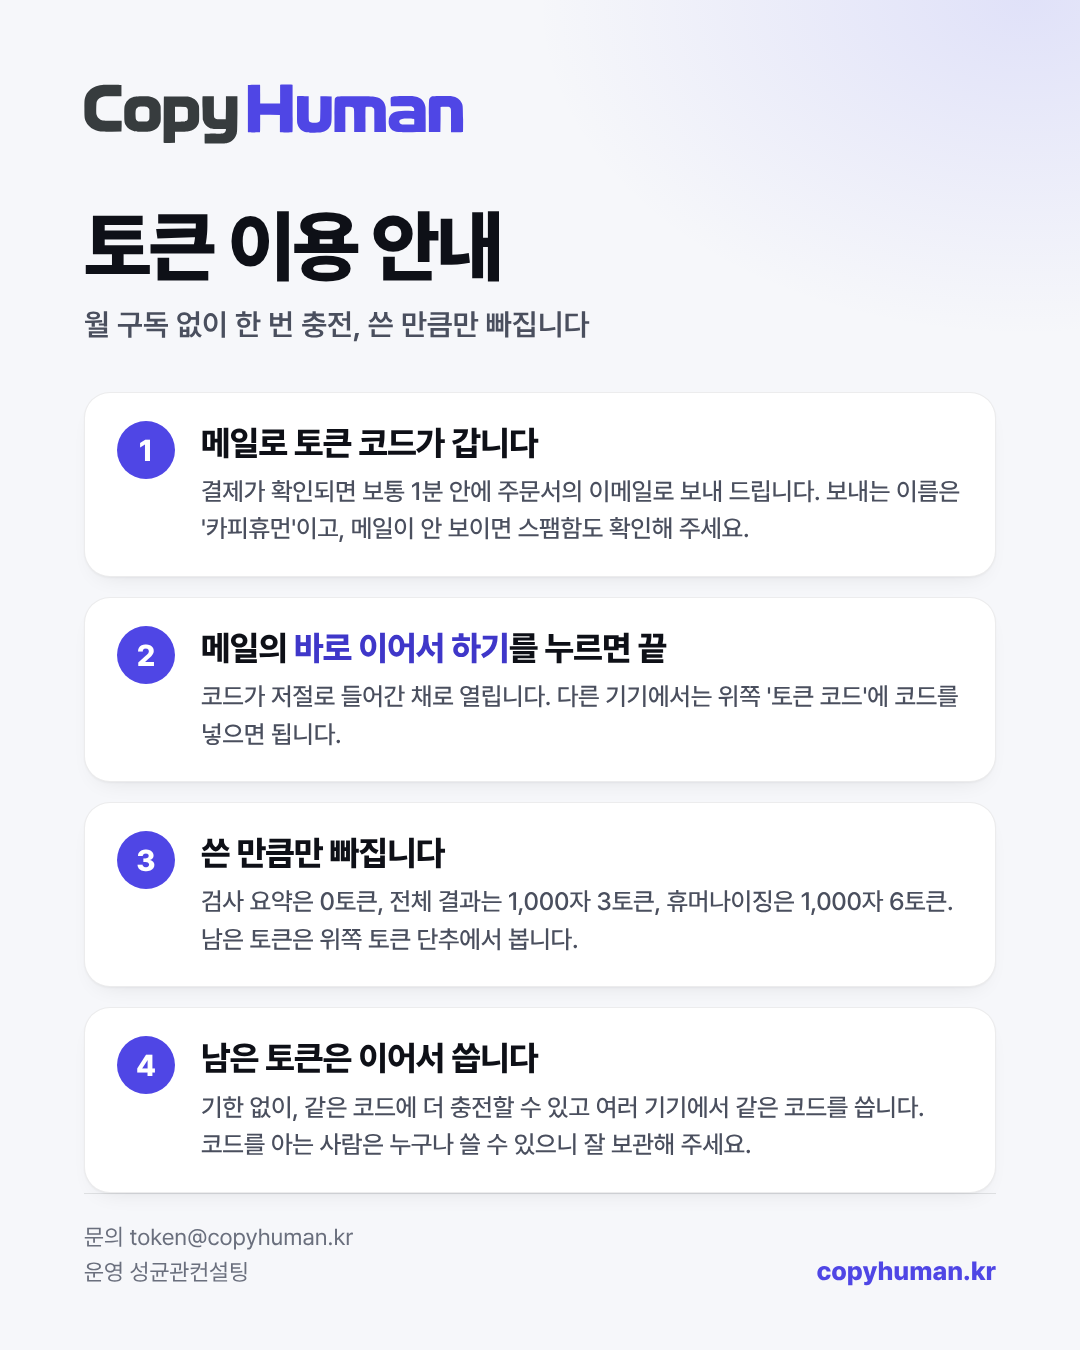 CopyHuman
토큰 이용 안내
월 구독 없이 한 번 충전, 쓴 만큼만 빠집니다
1
메일로 토큰 코드가 갑니다
결제가 확인되면 보통 1분 안에 주문서의 이메일로 보내 드립니다. 보내는 이름은
'카피휴먼'이고, 메일이 안 보이면 스팸함도 확인해 주세요.
2
메일의 바로 이어서 하기를 누르면 끝
코드가 저절로 들어간 채로 열립니다. 다른 기기에서는 위쪽 '토큰 코드'에 코드를
넣으면 됩니다.
3
쓴 만큼만 빠집니다
검사 요약은 0토큰, 전체 결과는 1,000자 3토큰, 휴머나이징은 1,000자 6토큰.
남은 토큰은 위쪽 토큰 단추에서 봅니다.
4
남은 토큰은 이어서 씁니다
기한 없이, 같은 코드에 더 충전할 수 있고 여러 기기에서 같은 코드를 씁니다.
코드를 아는 사람은 누구나 쓸 수 있으니 잘 보관해 주세요.
문의 token@copyhuman.kr
운영 성균관컨설팅
copyhuman.kr